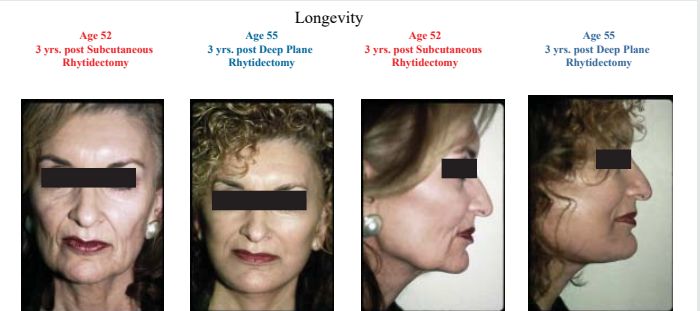 Longevity
Age 52
3 yrs. post Subcutaneous
Rhytidectomy
Age 55
3 yrs. post Deep Plane
Rhytidectomy
Age 52
3 yrs. post Subcutaneous
Rhytidectomy
Age 55
3 yrs. post Deep Plane
Rhytidectomy